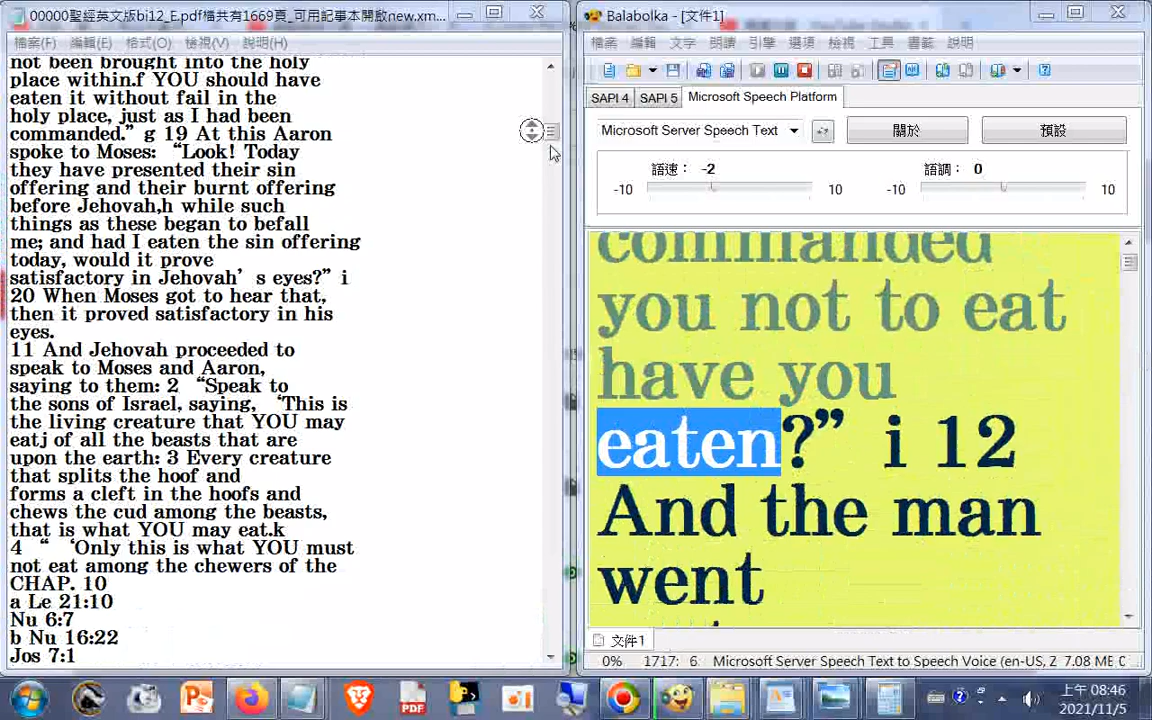 00000聖經英文版bi12_E.pdf檔共有1669頁_可用記事本開啟new.xm...
檔案(F) 編輯(E) 格式(O) 檢視(V) 說明(H)
not been brought into the holy
place within.f YOU should have
eaten it without fail in the
holy place, just as I had been
commanded.” g 19 At this Aaron
spoke to Moses: “Look! Today
they have presented their sin
offering and their burnt offering
before Jehovah,h while such
things as these began to befall
me; and had I eaten the sin offering
today, would it prove
satisfactory in Jehovah’s eyes?” i
20 When Moses got to hear that,
then it proved satisfactory in his
eyes.
11 And Jehovah proceeded to
speak to Moses and Aaron,
saying to them: 2 “Speak to
the sons of Israel, saying, ‘This is
the living creature that YOU may
eatj of all the beasts that are
upon the earth: 3 Every creature
that splits the hoof and
forms a cleft in the hoofs and
chews the cud among the beasts,
that is what YOU may eat.k
4 “ ‘Only this is what YOU must
not eat among the chewers of the
CHAP. 10
a Le 21:10
Nu 6:7
b Nu 16:22
Jos 7:1
Balabolka - [文件1]
檔案 編輯 文字 朗讀 引擎 選項 檢視 工具 書籤 說明
SAPI 4 SAPI 5 Microsoft Speech Platform
Microsoft Server Speech Text 關於 預設
語速： -2 語調： 0
-10 10 -10 10
commanded
you not to eat
have you
eaten?” i 12
And the man
went
文件1
0% 1717: 6 Microsoft Server Speech Text to Speech Voice (en-US, 2 7.08 MB
上午 08:46
2021/11/5